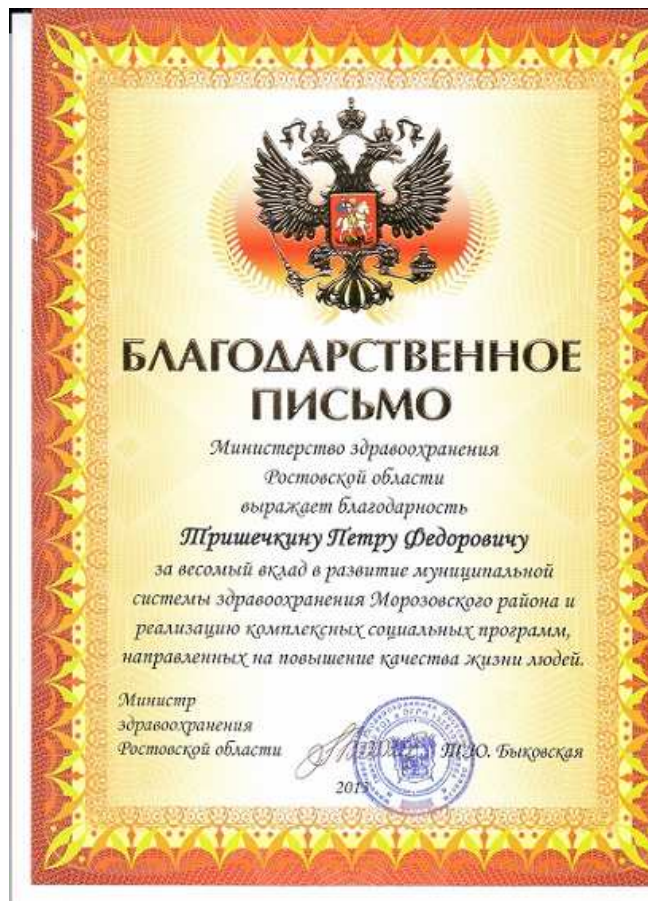 БЛАГОДАРСТВЕННОЕ
ПИСЬМО
Министерство здравоохранения
Ростовской области
выражает благодарность
Тришечкину Петру Федоровичу
за весомый вклад в развитие муниципальной
системы здравоохранения Морозовского района и
реализацию комплексных социальных программ,
направленных на повышение качества жизни людей.
Министр
здравоохранения
Ростовской области
Т.Ю. Быковская